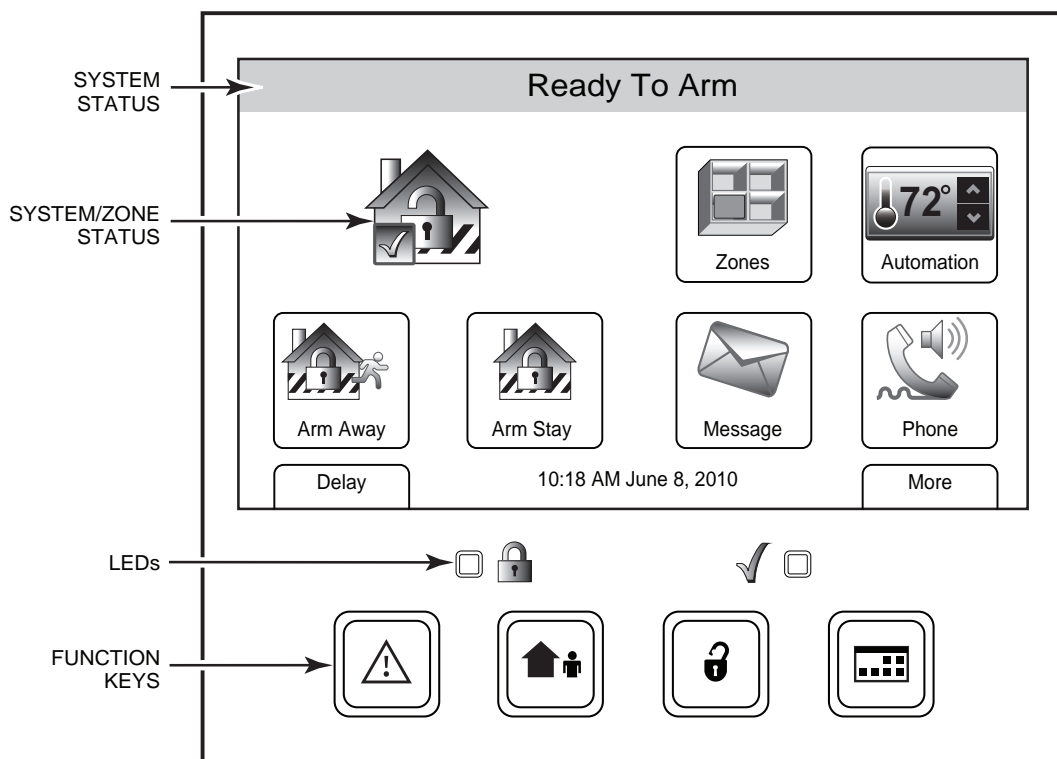 SYSTEM
STATUS
Ready To Arm
SYSTEM/ZONE
STATUS
72°
Zones
Automation
Arm Away
Arm Stay
Message
Phone
Delay
10:18 AM June 8, 2010
More
LEDs
FUNCTION
KEYS